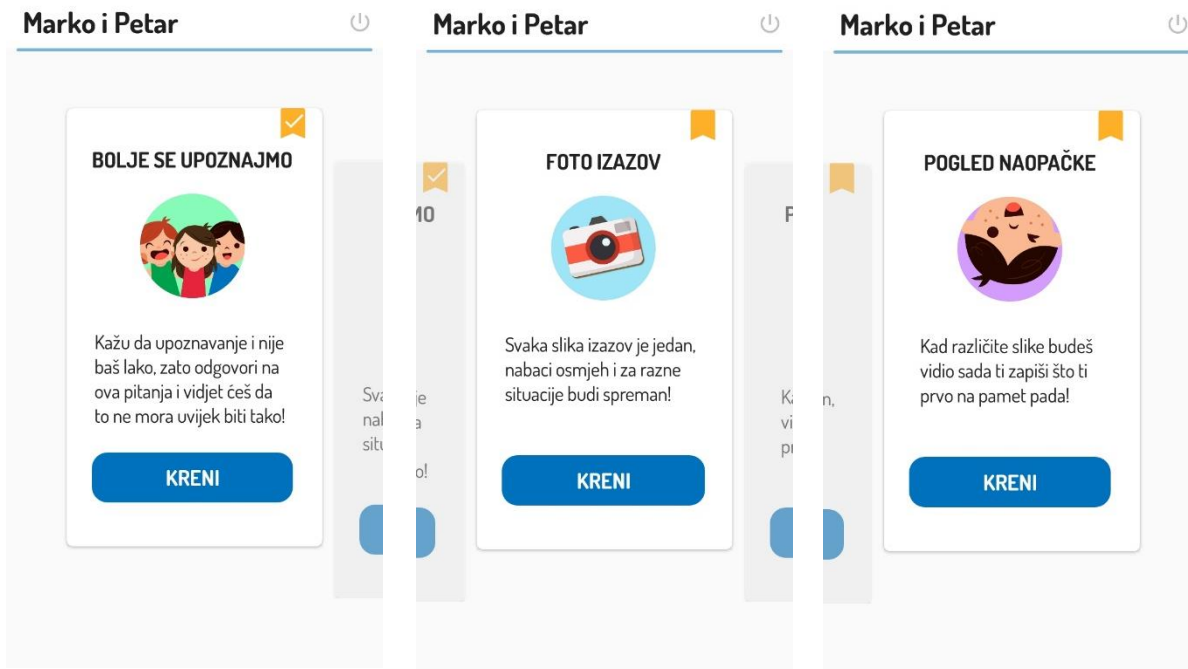 Marko i Petar
BOLJE SE UPOZNAJMO
Kažu da upoznavanje i nije
baš lako, zato odgovori na
ova pitanja i vidjet ćeš da
to ne mora uvijek biti tako!
KRENI
Marko i Petar
FOTO IZAZOV
Svaka slika izazov je jedan,
nabaci osmjeh i za razne
situacije budi spreman!
KRENI
Marko i Petar
POGLED NAOPAČKE
Kad različite slike budeš
vidio sada ti zapiši što ti
prvo na pamet pada!
KRENI